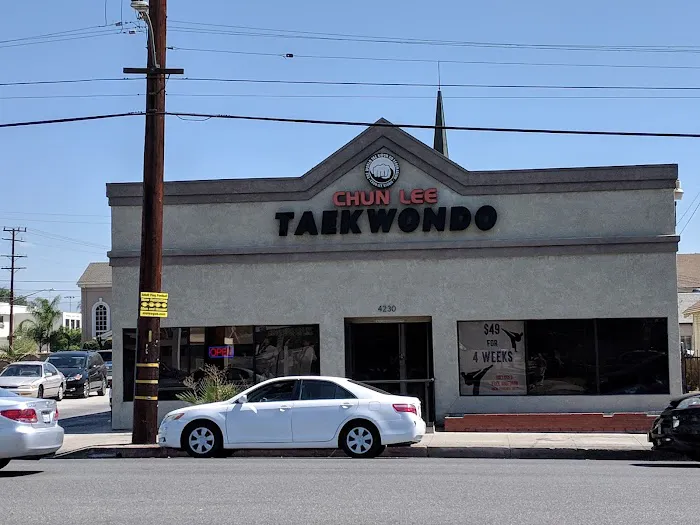 CHUN LEE
TAEKWONDO
4230
OPEN
$49
FOR
4 WEEKS